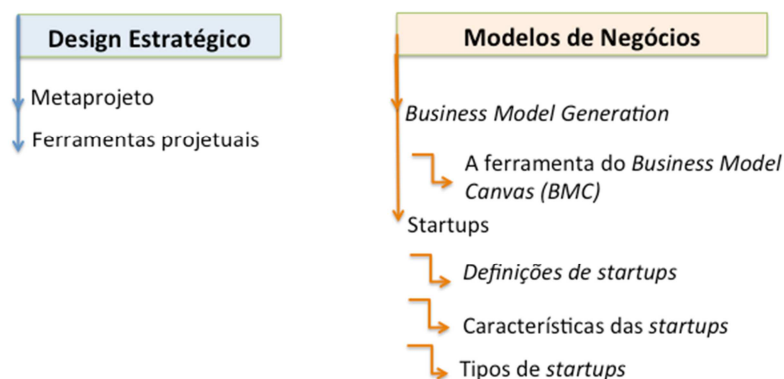 Design Estratégico
Metaprojeto
Ferramentas projetuais
Modelos de Negócios
Business Model Generation
A ferramenta do Business Model
Canvas (BMC)
Startups
Definições de startups
Características das startups
Tipos de startups